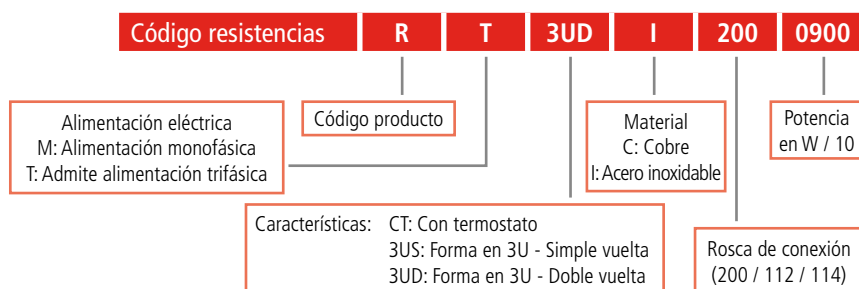 Código resistencias R T 3UD I 200 0900
Alimentación eléctrica
M: Alimentación monofásica
T: Admite alimentación trifásica
Código producto
Material
C: Cobre
I: Acero inoxidable
Potencia
en W / 10
Características: CT: Con termostato
3US: Forma en 3U - Simple vuelta
3UD: Forma en 3U - Doble vuelta
Rosca de conexión
(200 / 112 / 114)